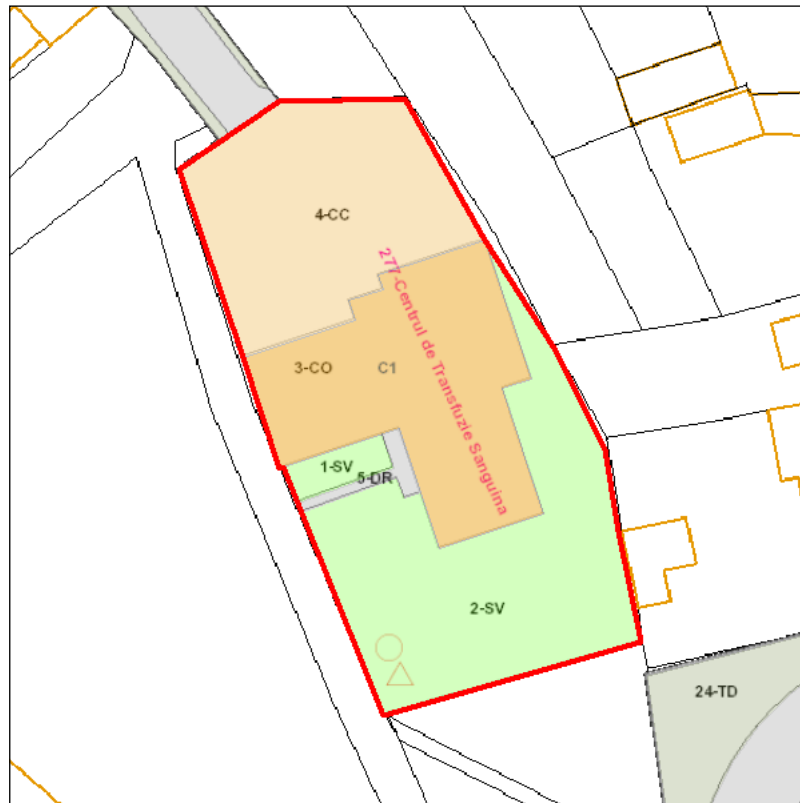 4-CC
277-Centrul de Transfuzie Sanguina
3-CO
C1
1-SV
5-DR
2-SV
24-TD